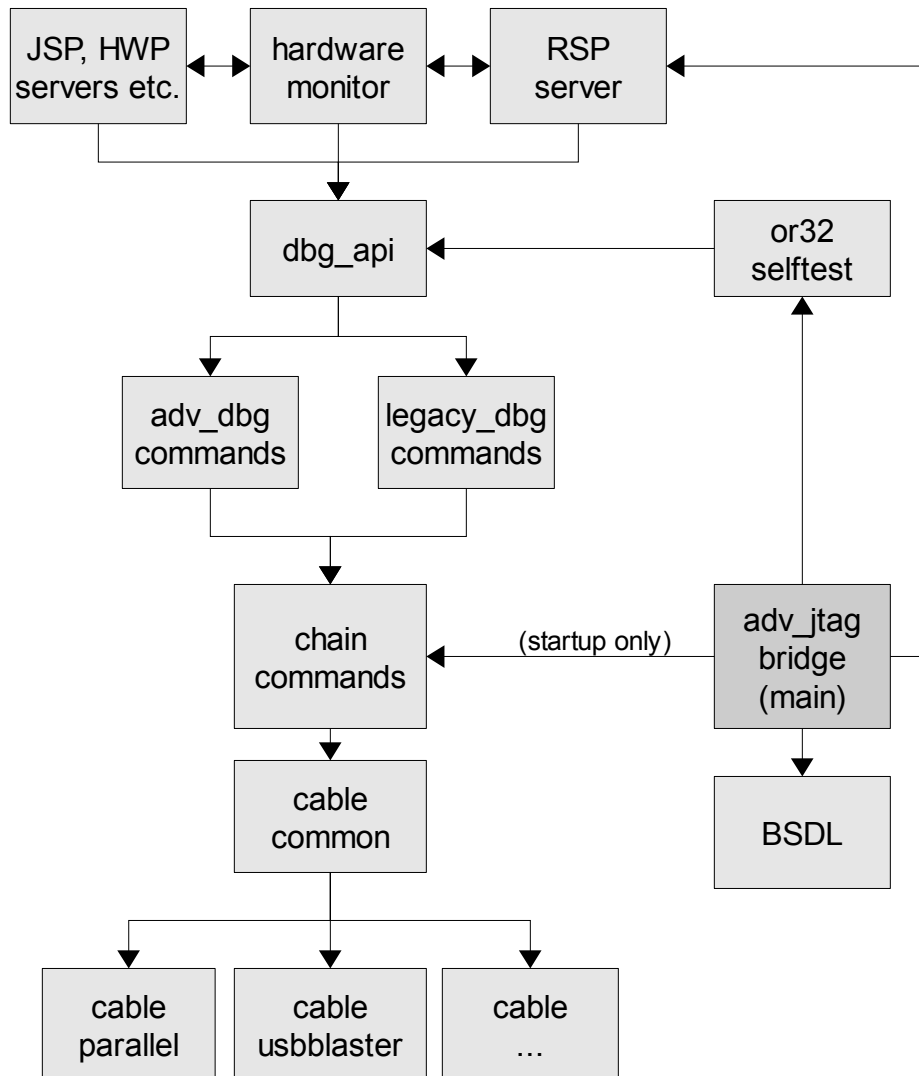 JSP, HWP
servers etc.
hardware
monitor
RSP
server
dbg_api
or32
selftest
adv_dbg
commands
legacy_dbg
commands
chain
commands
(startup only)
adv_jtag
bridge
(main)
cable
common
BSDL
cable
parallel
cable
usbblaster
cable
...